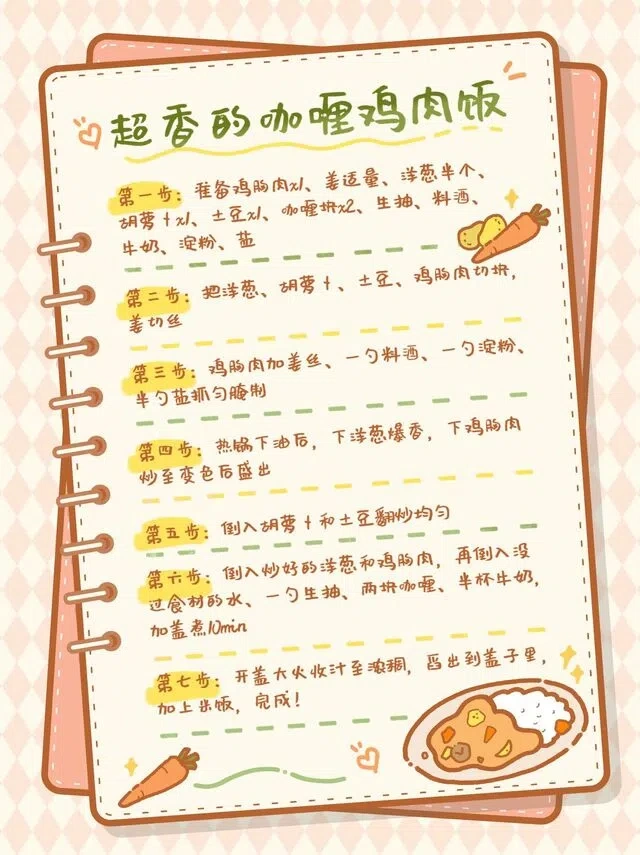 超香的咖喱鸡肉饭
第一步：准备鸡胸肉x1、姜适量、洋葱半个、
胡萝卜x1、土豆x1、咖喱块x2、生抽、料酒、
牛奶、淀粉、盐
第二步：把洋葱、胡萝卜、土豆、鸡胸肉切块，
姜切丝
第三步：鸡胸肉加姜丝、一勺料酒、一勺淀粉、
半勺盐抓匀腌制
第四步：热锅下油后，下洋葱爆香，下鸡胸肉
炒至变色后盛出
第五步：倒入胡萝卜和土豆翻炒均匀
第六步：倒入炒好的洋葱和鸡胸肉，再倒入没
过食材的水、一勺生抽、两块咖喱、半杯牛奶，
加盖煮10min
第七步：开盖大火收汁至浓稠，舀出到盖子里，
加上出饭，完成！